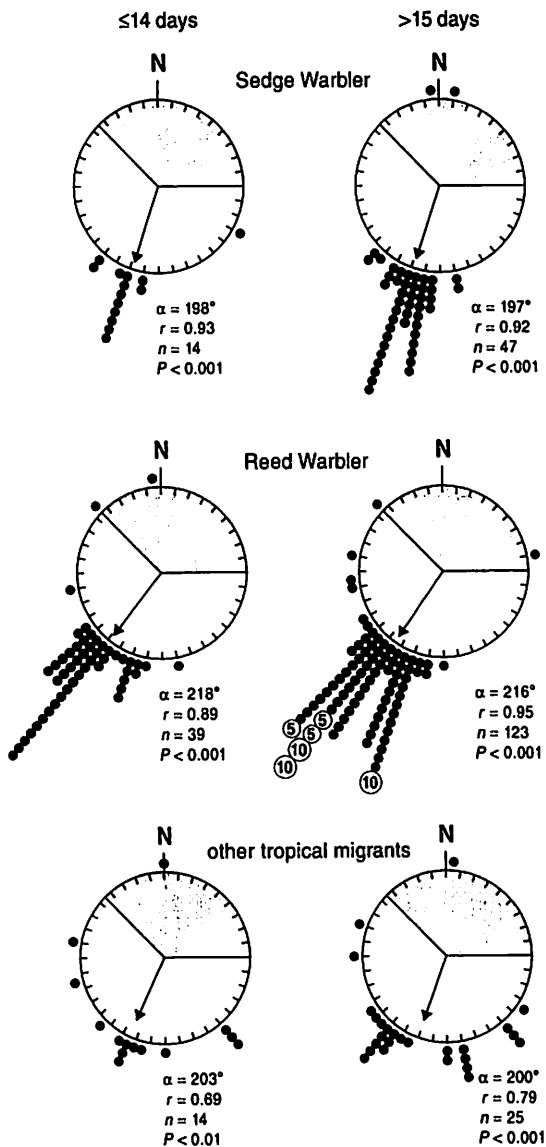 ≤14 days
>15 days
N
N
Sedge Warbler
α = 198°
r = 0.93
n = 14
P < 0.001
α = 197°
r = 0.92
n = 47
P < 0.001
Reed Warbler
N
N
α = 218°
r = 0.89
n = 39
P < 0.001
5
5
10
5
10
10
α = 216°
r = 0.95
n = 123
P < 0.001
other tropical migrants
N
N
α = 203°
r = 0.69
n = 14
P < 0.01
α = 200°
r = 0.79
n = 25
P < 0.001